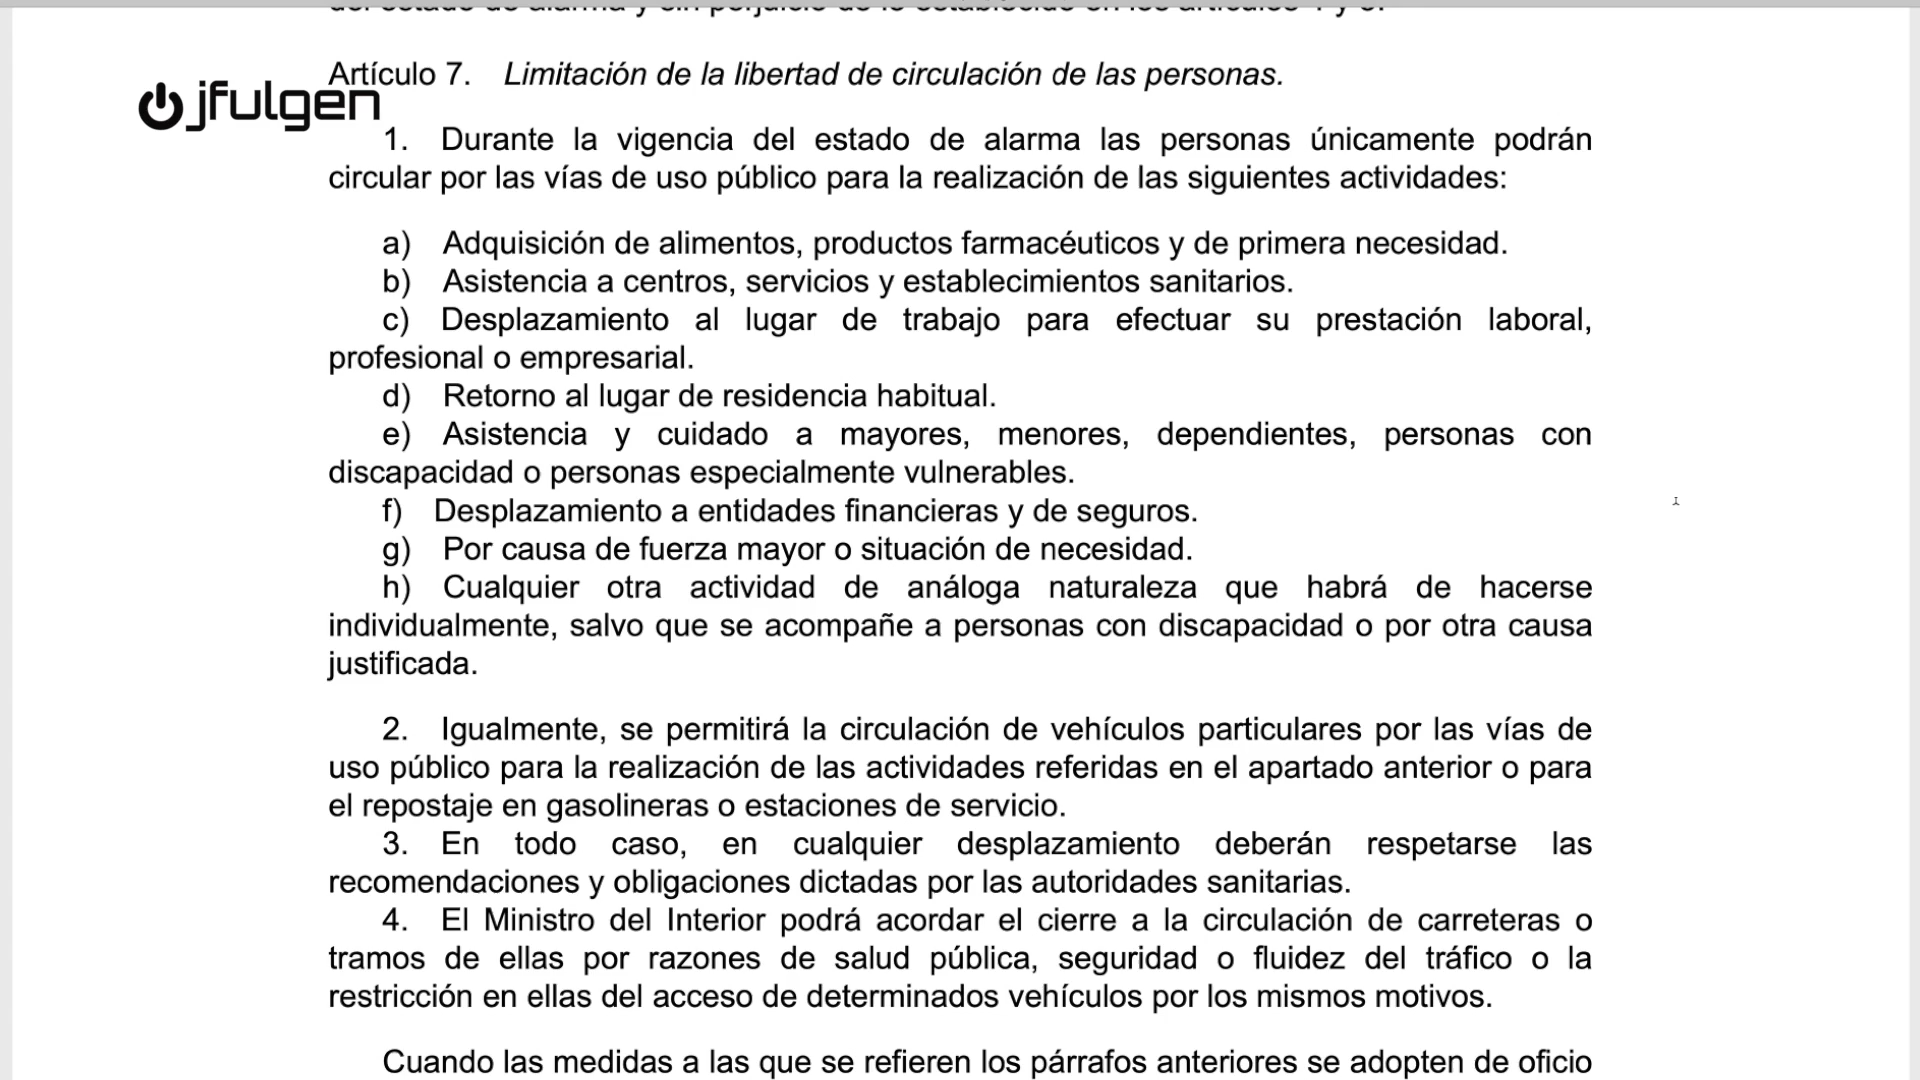 Artículo 7. Limitación de la libertad de circulación de las personas.
jfulgen
1. Durante la vigencia del estado de alarma las personas únicamente podrán
circular por las vías de uso público para la realización de las siguientes actividades:
a) Adquisición de alimentos, productos farmacéuticos y de primera necesidad.
b) Asistencia a centros, servicios y establecimientos sanitarios.
c) Desplazamiento al lugar de trabajo para efectuar su prestación laboral,
profesional o empresarial.
d) Retorno al lugar de residencia habitual.
e) Asistencia y cuidado a mayores, menores, dependientes, personas con
discapacidad o personas especialmente vulnerables.
f) Desplazamiento a entidades financieras y de seguros.
g) Por causa de fuerza mayor o situación de necesidad.
h) Cualquier otra actividad de análoga naturaleza que habrá de hacerse
individualmente, salvo que se acompañe a personas con discapacidad o por otra causa
justificada.
2. Igualmente, se permitirá la circulación de vehículos particulares por las vías de
uso público para la realización de las actividades referidas en el apartado anterior o para
el repostaje en gasolineras o estaciones de servicio.
3. En todo caso, en cualquier desplazamiento deberán respetarse las
recomendaciones y obligaciones dictadas por las autoridades sanitarias.
4. El Ministro del Interior podrá acordar el cierre a la circulación de carreteras o
tramos de ellas por razones de salud pública, seguridad o fluidez del tráfico o la
restricción en ellas del acceso de determinados vehículos por los mismos motivos.
Cuando las medidas a las que se refieren los párrafos anteriores se adopten de oficio